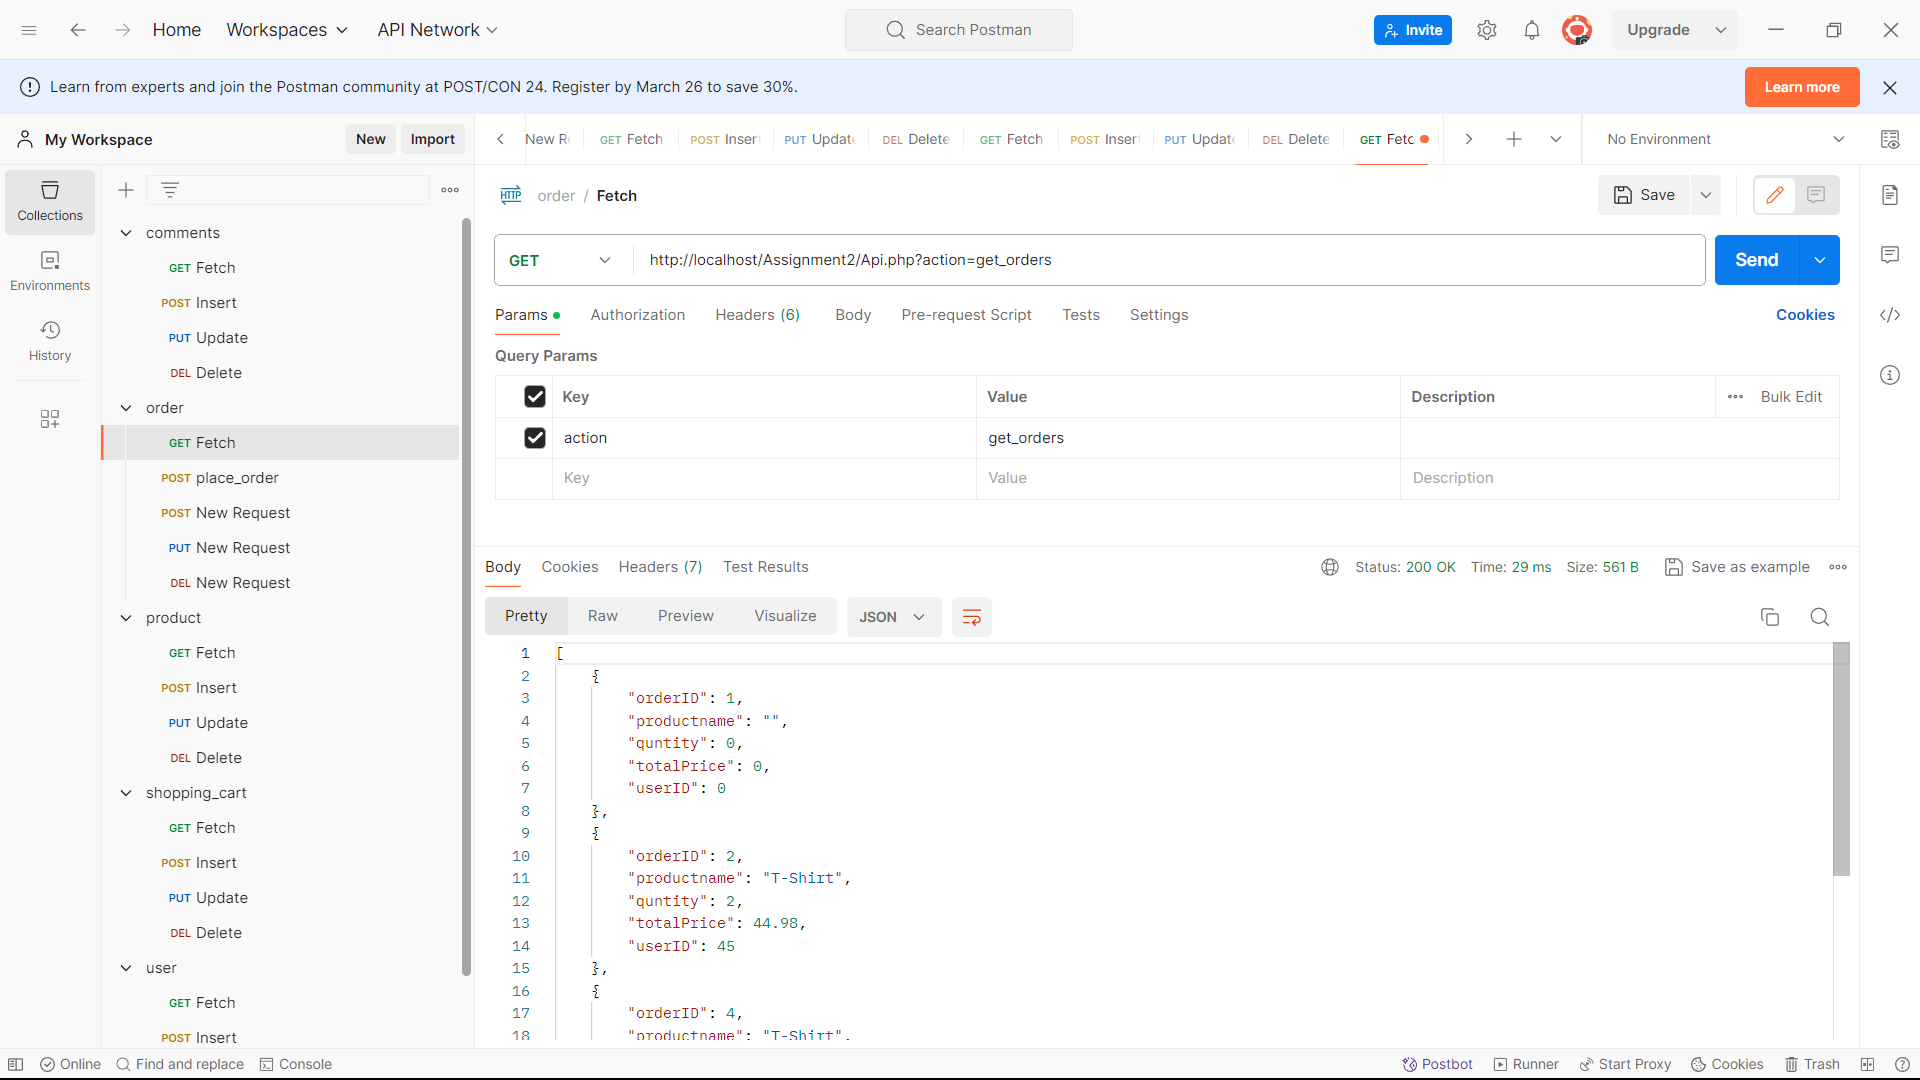 Home Workspaces API Network Search Postman Invite Upgrade
Learn from experts and join the Postman community at POST/CON 24. Register by March 26 to save 30%. Learn more
My Workspace New Import
New R GET Fetch POST Inser PUT Updat DEL Delete GET Fetch POST Inser PUT Updat DEL Delete GET Fetc No Environment
Collections
Environments
History
comments
GET Fetch
POST Insert
PUT Update
DEL Delete
order
GET Fetch
POST place_order
POST New Request
PUT New Request
DEL New Request
product
GET Fetch
POST Insert
PUT Update
DEL Delete
shopping_cart
GET Fetch
POST Insert
PUT Update
DEL Delete
user
GET Fetch
POST Insert
HTTP order / Fetch Save
GET http://localhost/Assignment2/Api.php?action=get_orders Send
Params Authorization Headers (6) Body Pre-request Script Tests Settings Cookies
Query Params
Key Value Description Bulk Edit
action get_orders
Key Value Description
Body Cookies Headers (7) Test Results Status: 200 OK Time: 29 ms Size: 561 B Save as example
Pretty Raw Preview Visualize JSON
1 [
2 {
3 "orderID": 1,
4 "productname": "",
5 "quntity": 0,
6 "totalPrice": 0,
7 "userID": 0
8 },
9 {
10 "orderID": 2,
11 "productname": "T-Shirt",
12 "quntity": 2,
13 "totalPrice": 44.98,
14 "userID": 45
15 },
16 {
17 "orderID": 4,
18 "productname": "T-Shirt",
Online Find and replace Console Postbot Runner Start Proxy Cookies Trash